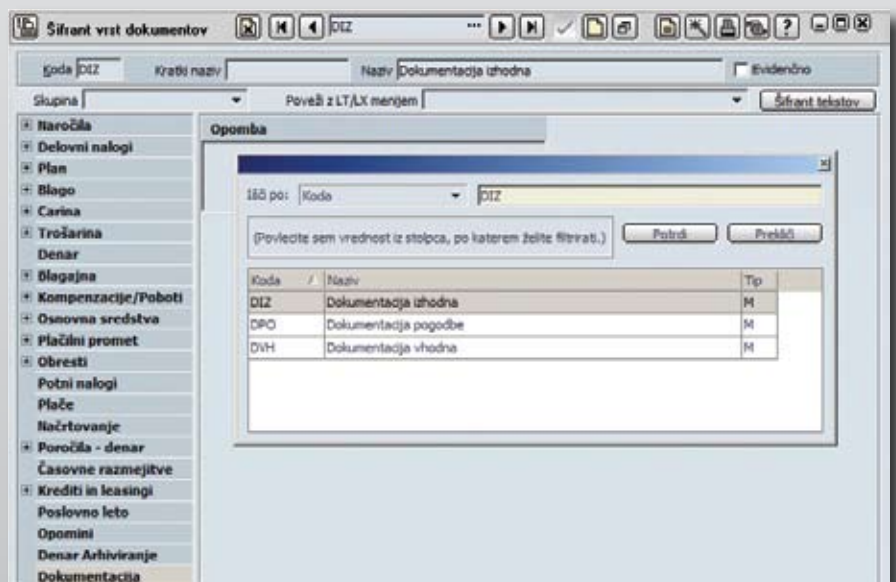 Šifrant vrst dokumentov DIZ ... ?
Koda DIZ Kratki naziv Naziv Dokumentacija izhodna Evidenčno
Skupina Poveži z LT/LX menijem Šifrant tekstov
Naročila
Delovni nalogi
Plan
Blago
Carina
Trošarina
Denar
Blagajna
Kompenzacije/Poboti
Osnovna sredstva
Plačilni promet
Obresti
Potni nalogi
Plače
Načrtovanje
Poročila - denar
Časovne razmejitve
Krediti in leasingi
Poslovno leto
Opomini
Denar Arhiviranje
Dokumentacija
Opomba
Išči po: Koda DIZ
(Povlecite sem vrednost iz stolpca, po katerem želite filtrirati.) Potrdi Prekliči
Koda / Naziv Tip
DIZ Dokumentacija izhodna M
DPO Dokumentacija pogodbe M
DVH Dokumentacija vhodna M